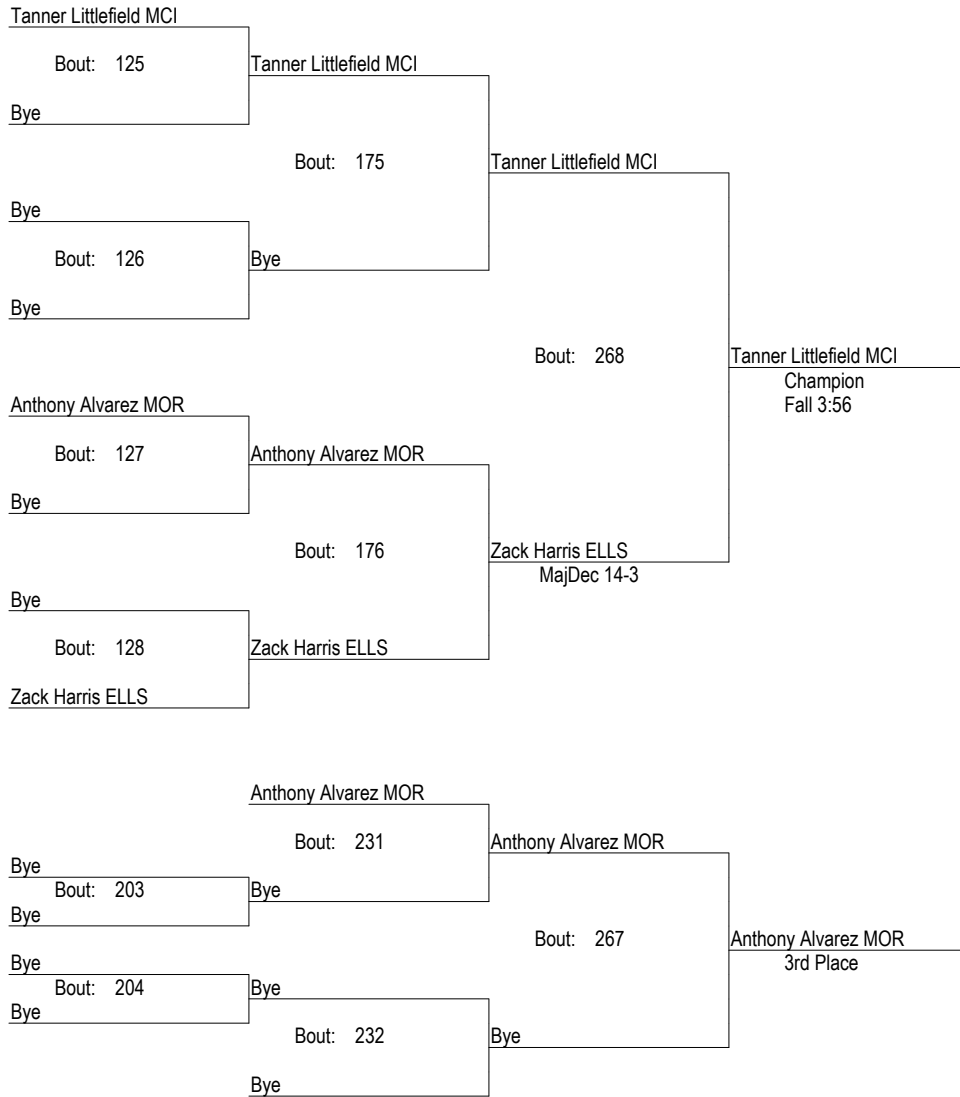 Tanner Littlefield MCI
Bout: 125
Tanner Littlefield MCI
Bye
Bout: 175
Tanner Littlefield MCI
Bye
Bout: 126
Bye
Bye
Bout: 268
Tanner Littlefield MCI
Champion
Fall 3:56
Anthony Alvarez MOR
Bout: 127
Anthony Alvarez MOR
Bye
Bout: 176
Zack Harris ELLS
MajDec 14-3
Bye
Bout: 128
Zack Harris ELLS
Zack Harris ELLS
Anthony Alvarez MOR
Bout: 231
Anthony Alvarez MOR
Bye
Bout: 203
Bye
Bye
Bout: 267
Anthony Alvarez MOR
3rd Place
Bye
Bout: 204
Bye
Bye
Bout: 232
Bye
Bye